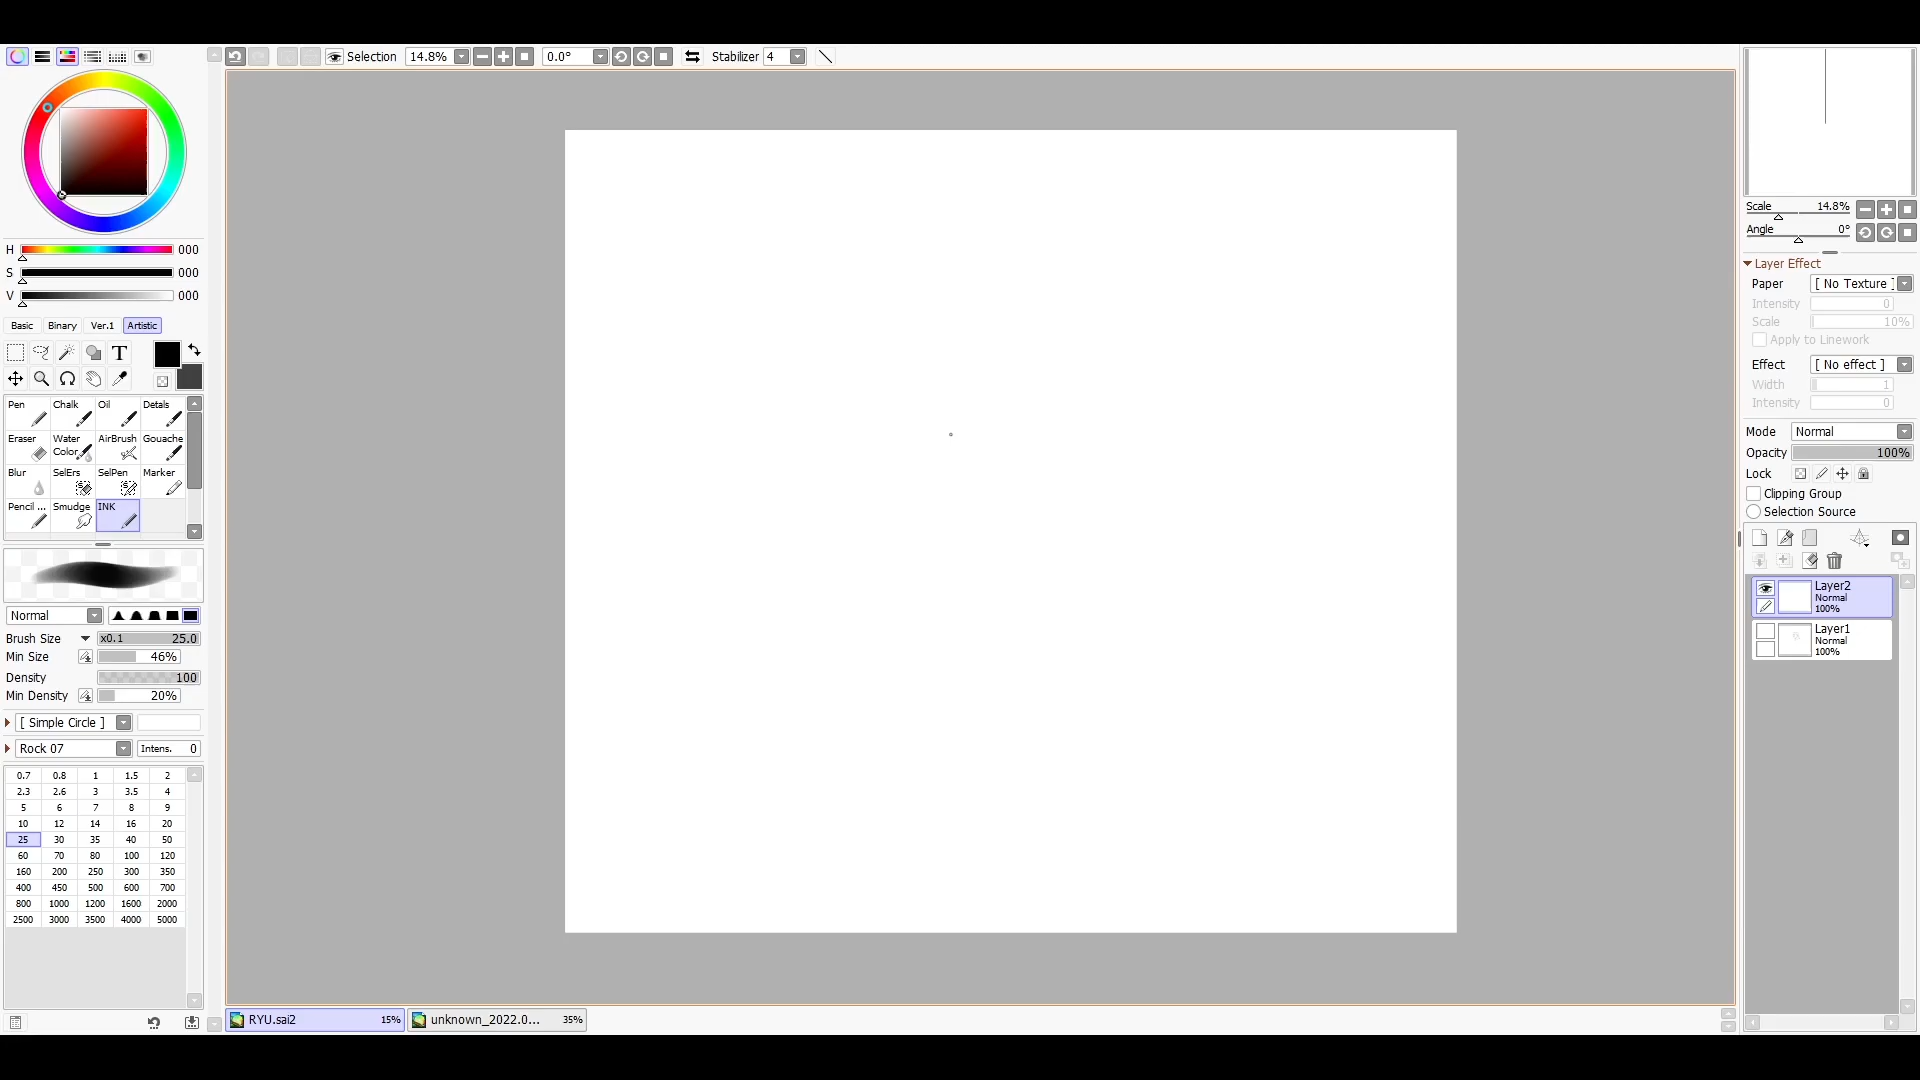 Selection 14.8% 0.0° Stabilizer 4
H 000
S 000
V 000
Basic Binary Ver.1 Artistic
T
Pen Chalk Oil Detals
Eraser Water Color AirBrush Gouache
Blur SelErs SelPen Marker
Pencil ... Smudge INK
Normal
Brush Size x0.1 25.0
Min Size 46%
Density 100
Min Density 20%
[ Simple Circle ]
Rock 07 Intens. 0
0.7 0.8 1 1.5 2
2.3 2.6 3 3.5 4
5 6 7 8 9
10 12 14 16 20
25 30 35 40 50
60 70 80 100 120
160 200 250 300 350
400 450 500 600 700
800 1000 1200 1600 2000
2500 3000 3500 4000 5000
RYU.sai2 15% unknown_2022.0... 35%
Scale 14.8%
Angle 0°
Layer Effect
Paper [ No Texture ]
Intensity 0
Scale 10%
Apply to Linework
Effect [ No effect ]
Width 1
Intensity 0
Mode Normal
Opacity 100%
Lock
Clipping Group
Selection Source
Layer2
Normal
100%
Layer1
Normal
100%